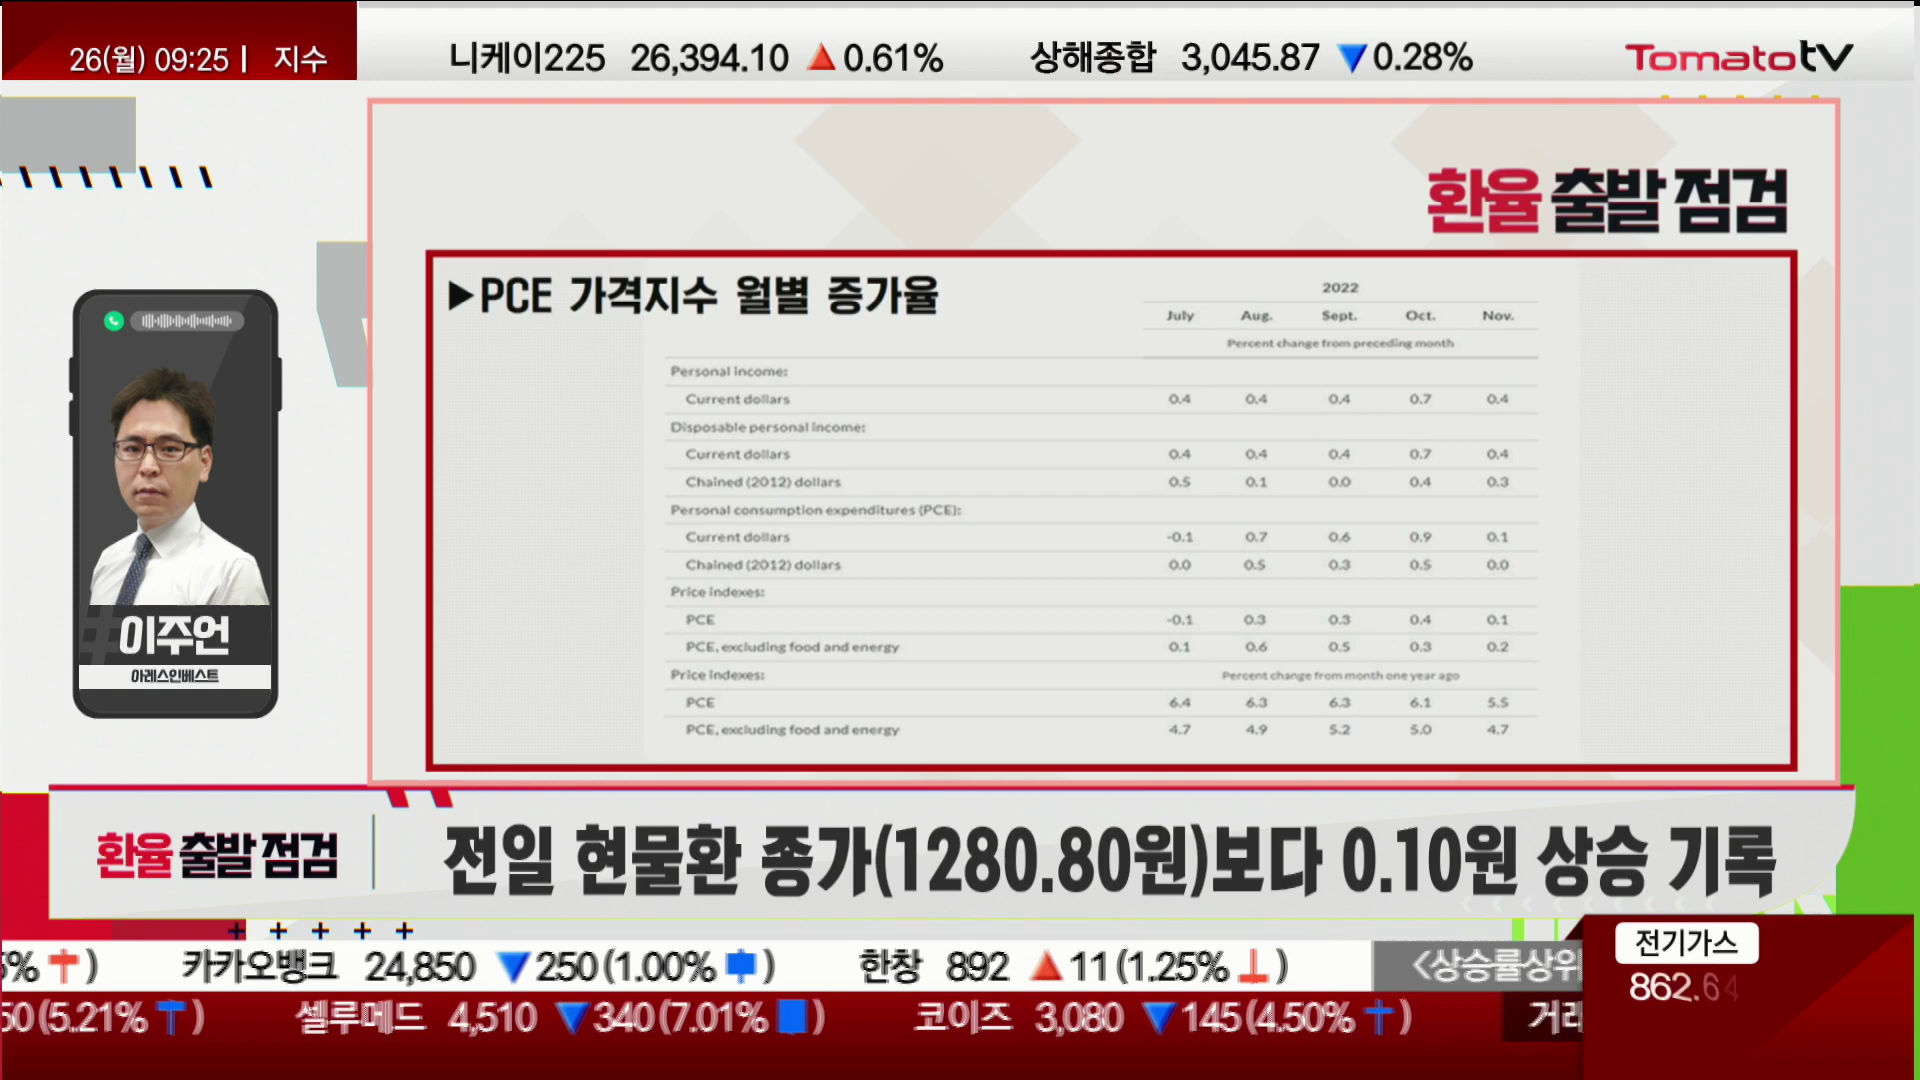 26(월) 09:25 | 지수
니케이225 26,394.10 ▲ 0.61% 상해종합 3,045.87 ▼ 0.28%
TomatoTV
환율 출발 점검
▶PCE 가격지수 월별 증가율
2022
July Aug. Sept. Oct. Nov.
Percent change from preceding month
Personal income:
Current dollars 0.4 0.4 0.4 0.7 0.4
Disposable personal income:
Current dollars 0.4 0.4 0.4 0.7 0.4
Chained (2012) dollars 0.5 0.1 0.0 0.4 0.3
Personal consumption expenditures (PCE):
Current dollars -0.1 0.7 0.6 0.9 0.1
Chained (2012) dollars 0.0 0.5 0.3 0.5 0.0
Price indexes:
PCE -0.1 0.3 0.3 0.4 0.1
PCE, excluding food and energy 0.1 0.6 0.5 0.3 0.2
Price indexes: Percent change from month one year ago
PCE 6.4 6.3 6.3 6.1 5.5
PCE, excluding food and energy 4.7 4.9 5.2 5.0 4.7
#이주언
아레스인베스트
환율 출발 점검
전일 현물환 종가(1280.80원)보다 0.10원 상승 기록
% ) 카카오뱅크 24,850 ▼250(1.00% ) 한창 892 ▲11(1.25% ) <상승률상위
50(5.21% ) 셀루메드 4,510 ▼340(7.01% ) 코이즈 3,080 ▼145(4.50% ) 거래
전기가스
862.64